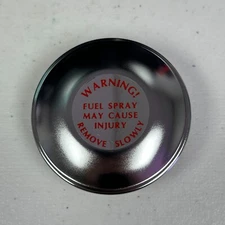 WARNING!
FUEL SPRAY
MAY CAUSE
INJURY
REMOVE SLOWLY